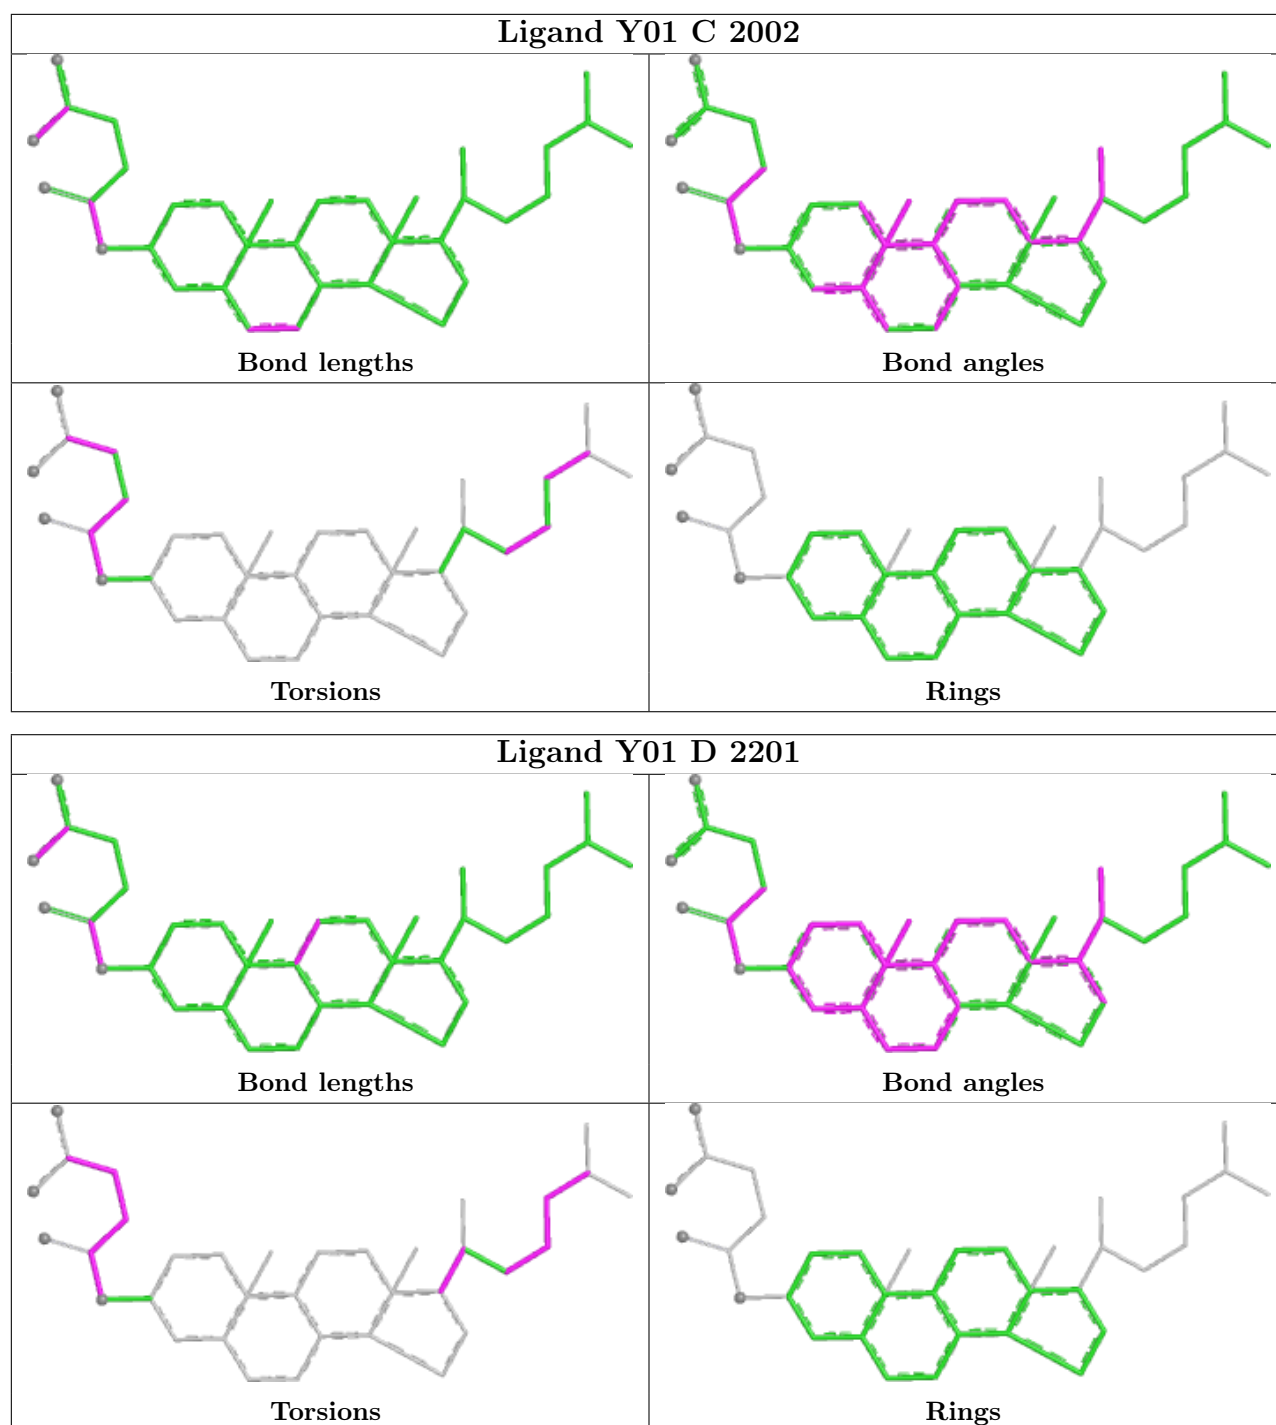 Ligand Y01 C 2002
Bond lengths
Bond angles
Torsions
Rings
Ligand Y01 D 2201
Bond lengths
Bond angles
Torsions
Rings